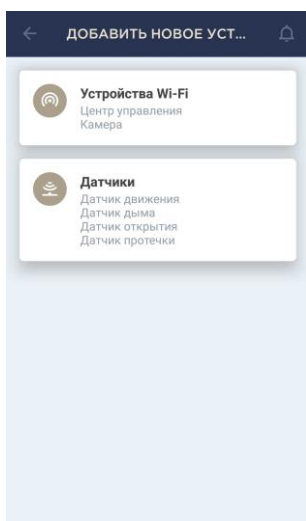 ДОБАВИТЬ НОВОЕ УСТ...
Устройства Wi-Fi
Центр управления
Камера
Датчики
Датчик движения
Датчик дыма
Датчик открытия
Датчик протечки